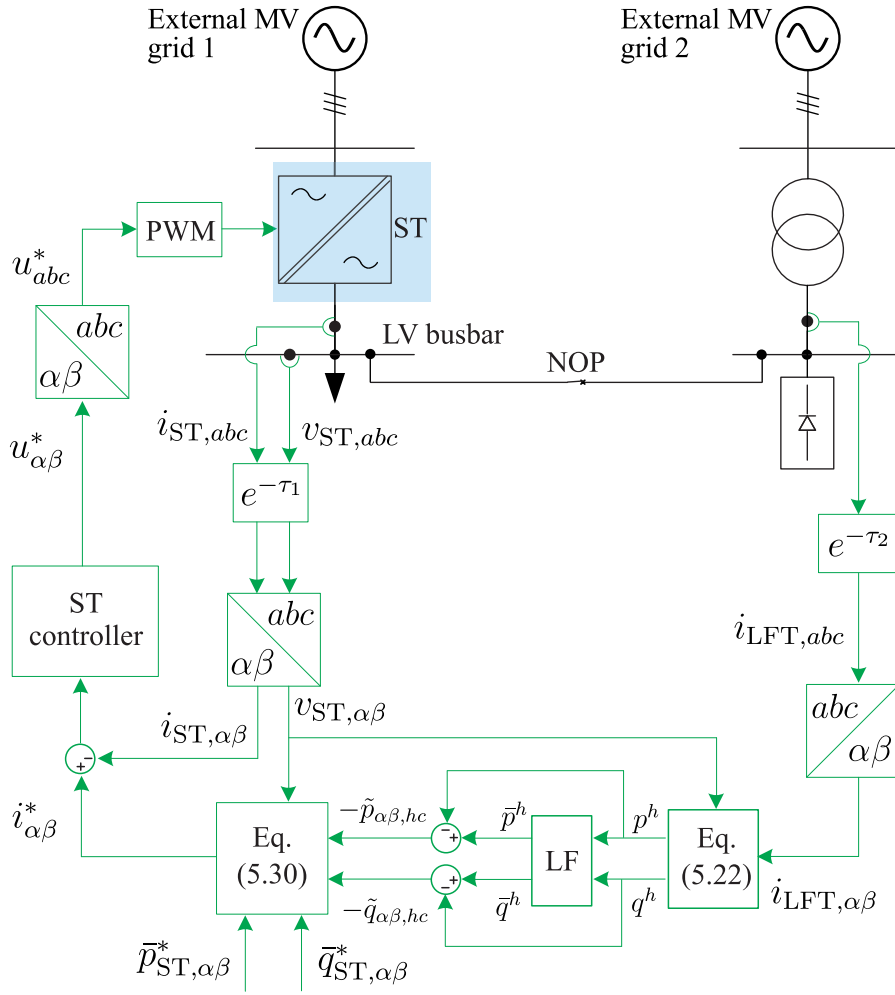 External MV
grid 1
External MV
grid 2
PWM
ST
u*abc
abc
αβ
LV busbar
NOP
iST,abc
vST,abc
u*αβ
e^−τ1
e^−τ2
ST
controller
abc
αβ
iLFT,abc
vST,αβ
iST,αβ
abc
αβ
+ −
i*αβ
−p̃αβ,hc
− +
p̄^h
p^h
Eq.
(5.30)
LF
Eq.
(5.22)
− +
−q̃αβ,hc
q̄^h
q^h
iLFT,αβ
p̄*ST,αβ
q̄*ST,αβ